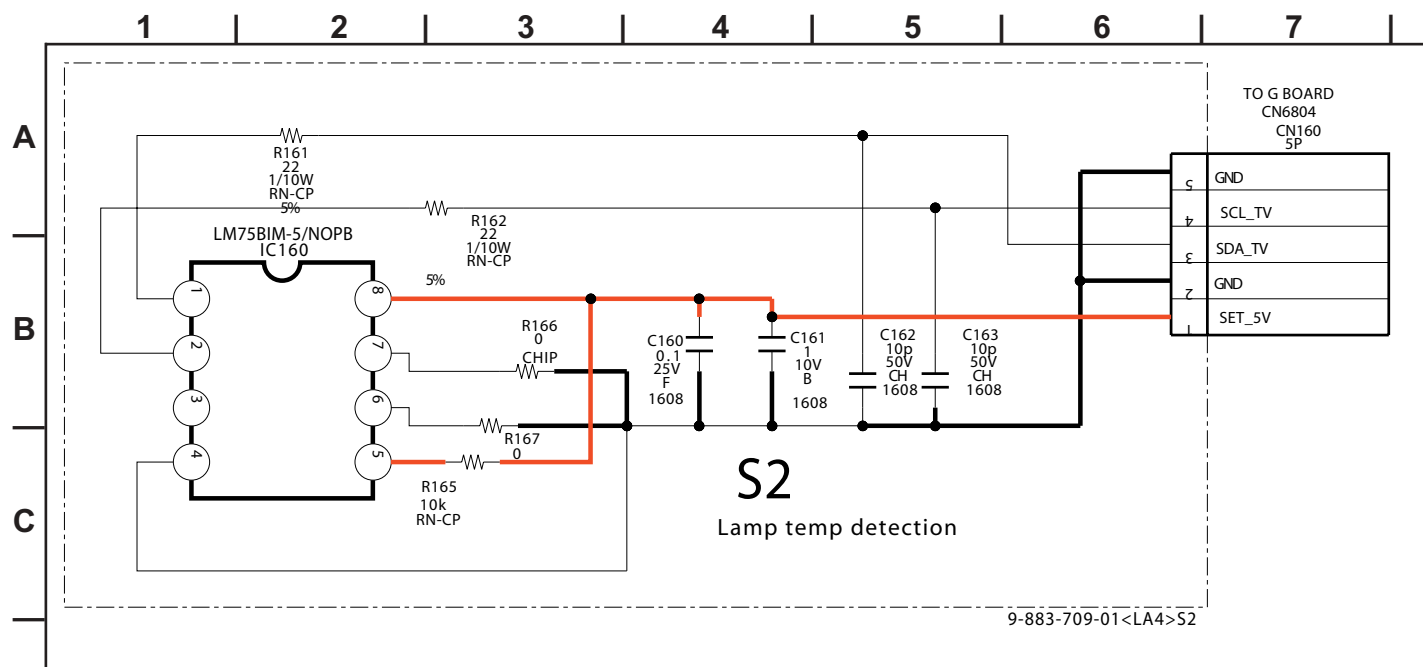 1 2 3 4 5 6 7
A
B
C
TO G BOARD
CN6804
CN160
5P
5 GND
4 SCL_TV
3 SDA_TV
2 GND
1 SET_5V
R161
22
1/10W
RN-CP
5%
R162
22
1/10W
RN-CP
5%
LM75BIM-5/NOPB
IC160
1
2
3
4
8
7
6
5
R166
0
CHIP
R167
0
R165
10k
RN-CP
C160
0.1
25V
F
1608
C161
1
10V
B
1608
C162
10p
50V
CH
1608
C163
10p
50V
CH
1608
S2
Lamp temp detection
9-883-709-01<LA4>S2